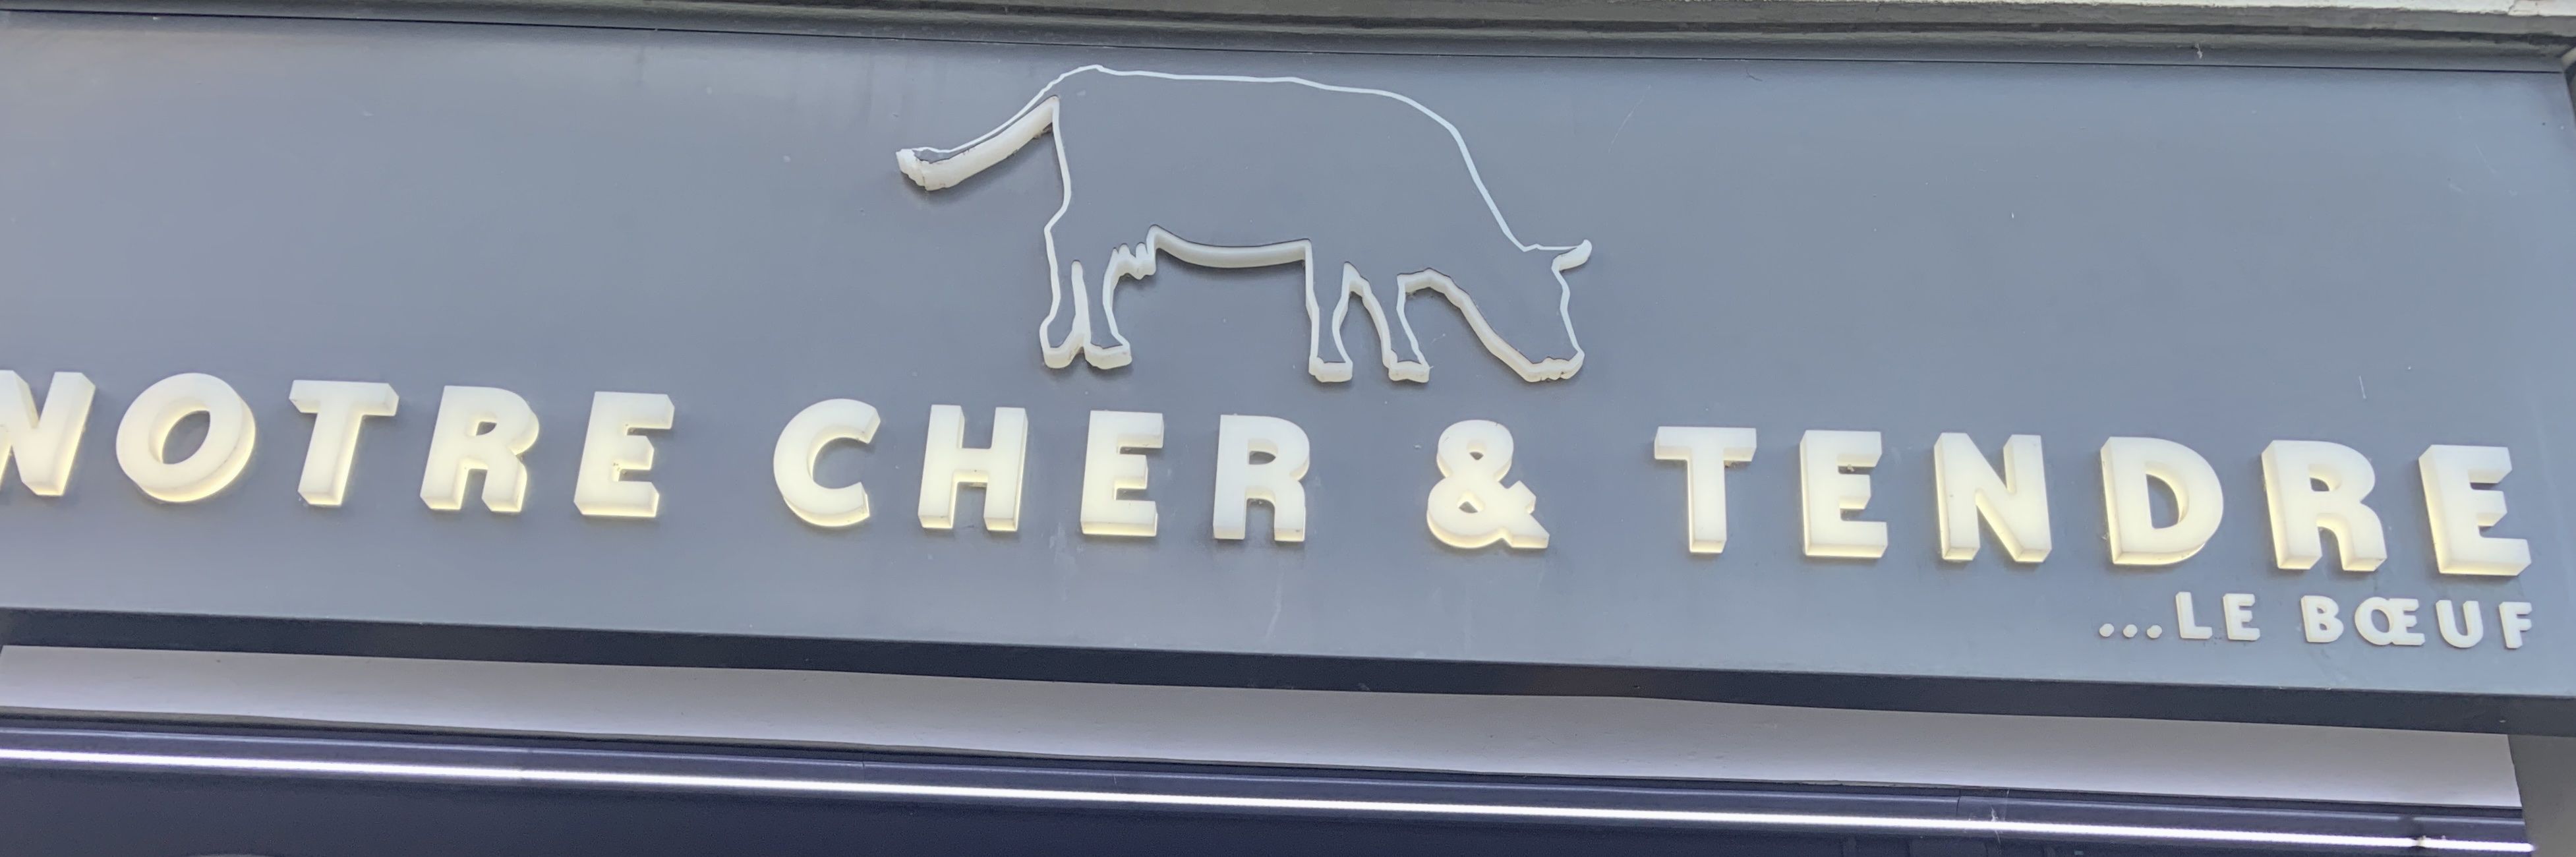 NOTRE CHER & TENDRE
...LE BŒUF